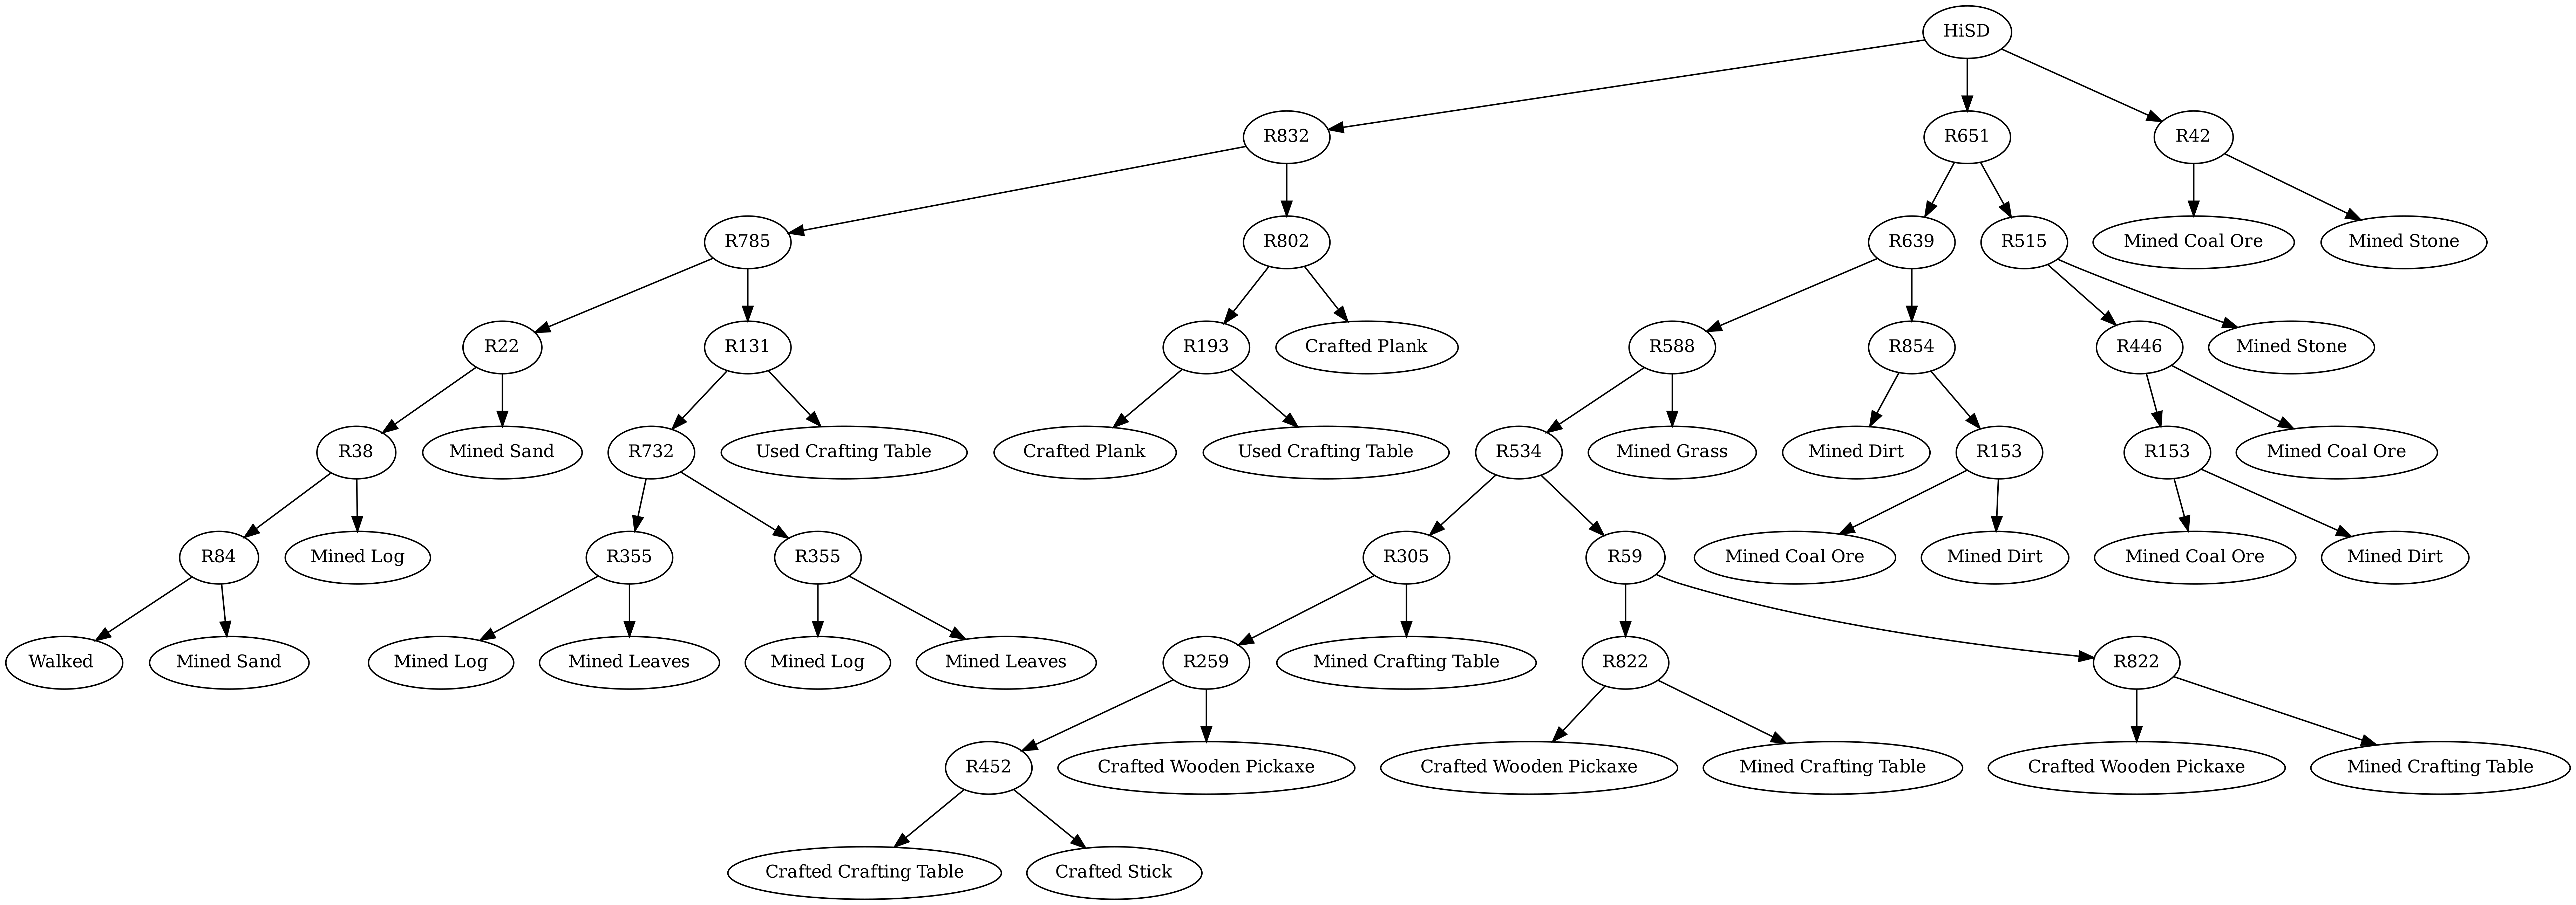 HiSD
R832
R651
R42
R785
R802
R639
R515
Mined Coal Ore
Mined Stone
R22
R131
R193
Crafted Plank
R588
R854
R446
Mined Stone
R38
Mined Sand
R732
Used Crafting Table
Crafted Plank
Used Crafting Table
R534
Mined Grass
Mined Dirt
R153
R153
Mined Coal Ore
R84
Mined Log
R355
R355
R305
R59
Mined Coal Ore
Mined Dirt
Mined Coal Ore
Mined Dirt
Walked
Mined Sand
Mined Log
Mined Leaves
Mined Log
Mined Leaves
R259
Mined Crafting Table
R822
R822
R452
Crafted Wooden Pickaxe
Crafted Wooden Pickaxe
Mined Crafting Table
Crafted Wooden Pickaxe
Mined Crafting Table
Crafted Crafting Table
Crafted Stick